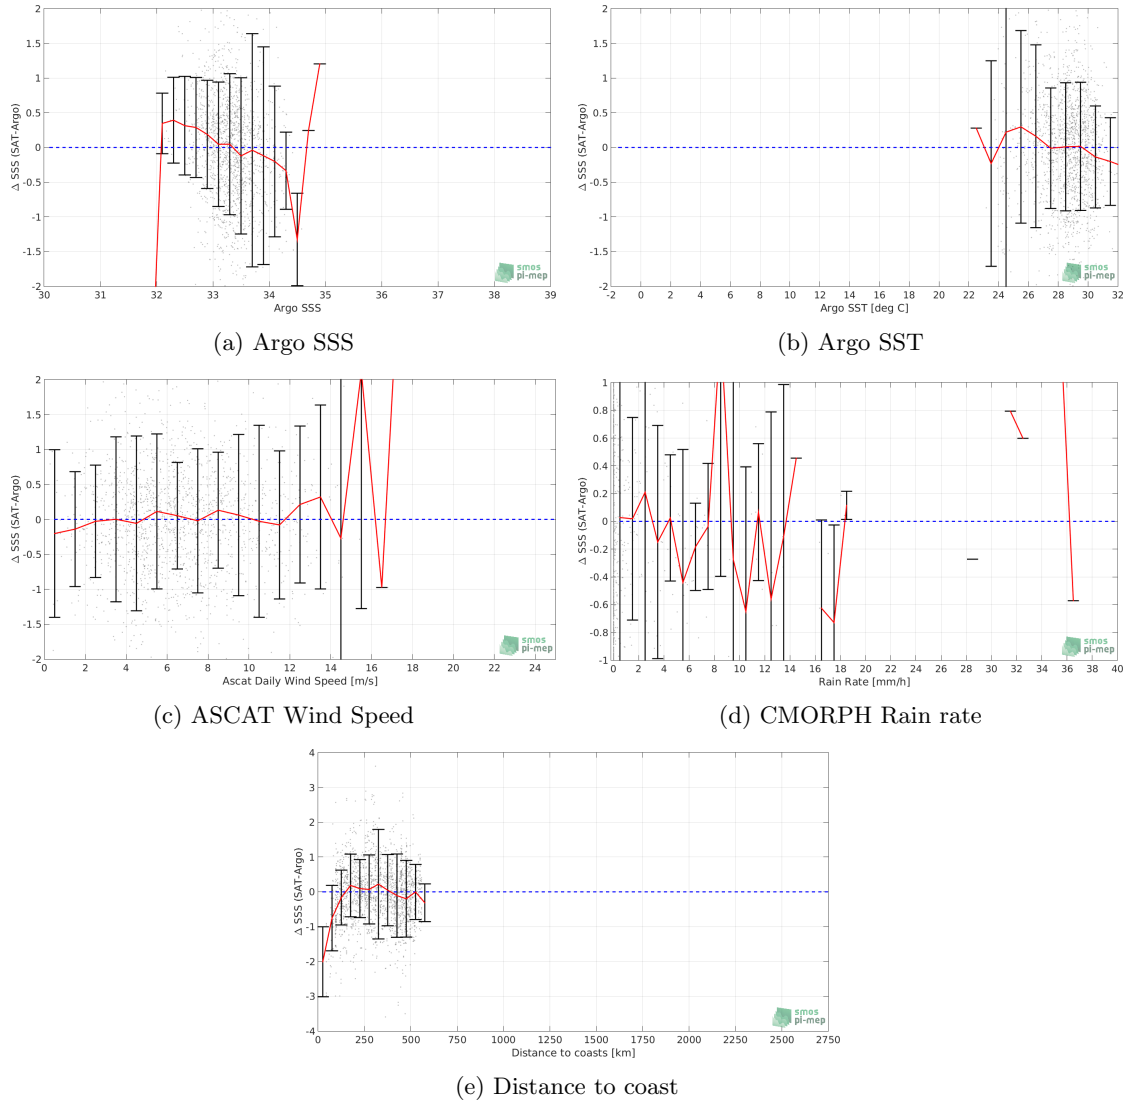 2
1.5
1
0.5
0
-0.5
-1
-1.5
-2
Δ SSS (SAT-Argo)
30 31 32 33 34 35 36 37 38 39
Argo SSS
smos
pi-mep
(a) Argo SSS
2
1.5
1
0.5
0
-0.5
-1
-1.5
-2
Δ SSS (SAT-Argo)
-2 0 2 4 6 8 10 12 14 16 18 20 22 24 26 28 30 32
Argo SST [deg C]
smos
pi-mep
(b) Argo SST
2
1.5
1
0.5
0
-0.5
-1
-1.5
-2
Δ SSS (SAT-Argo)
0 2 4 6 8 10 12 14 16 18 20 22 24
Ascat Daily Wind Speed [m/s]
smos
pi-mep
(c) ASCAT Wind Speed
1
0.8
0.6
0.4
0.2
0
-0.2
-0.4
-0.6
-0.8
-1
Δ SSS (SAT-Argo)
0 2 4 6 8 10 12 14 16 18 20 22 24 26 28 30 32 34 36 38 40
Rain Rate [mm/h]
smos
pi-mep
(d) CMORPH Rain rate
4
3
2
1
0
-1
-2
-3
-4
Δ SSS (SAT-Argo)
0 250 500 750 1000 1250 1500 1750 2000 2250 2500 2750
Distance to coasts [km]
smos
pi-mep
(e) Distance to coast